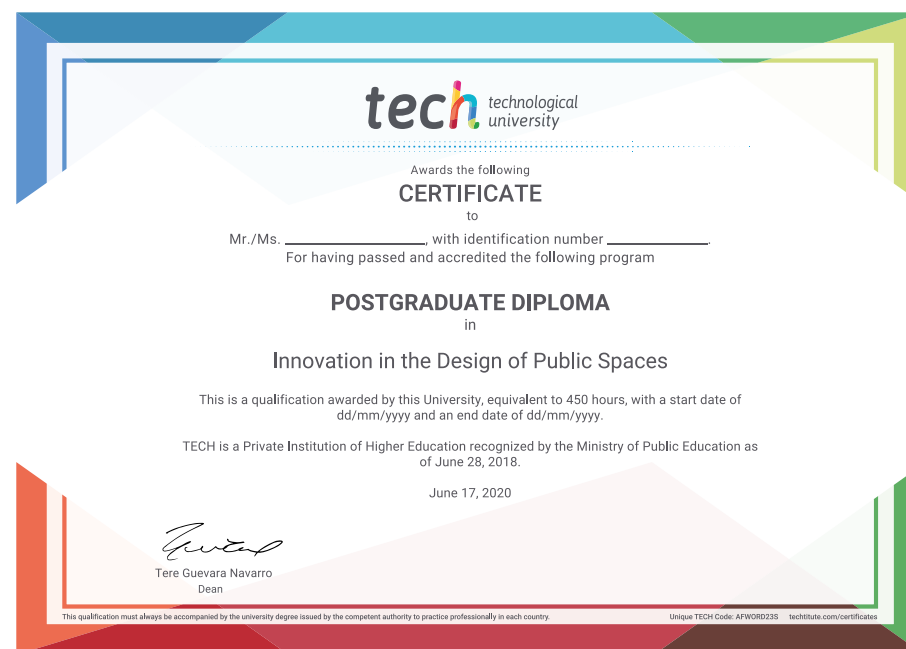 tech technological
university
Awards the following
CERTIFICATE
to
Mr./Ms. ____________________, with identification number ______________.
For having passed and accredited the following program
POSTGRADUATE DIPLOMA
in
Innovation in the Design of Public Spaces
This is a qualification awarded by this University, equivalent to 450 hours, with a start date of
dd/mm/yyyy and an end date of dd/mm/yyyy.
TECH is a Private Institution of Higher Education recognized by the Ministry of Public Education as
of June 28, 2018.
June 17, 2020
Tere Guevara Navarro
Dean
This qualification must always be accompanied by the university degree issued by the competent authority to practice professionally in each country.
Unique TECH Code: AFWORD23S techtitute.com/certificates